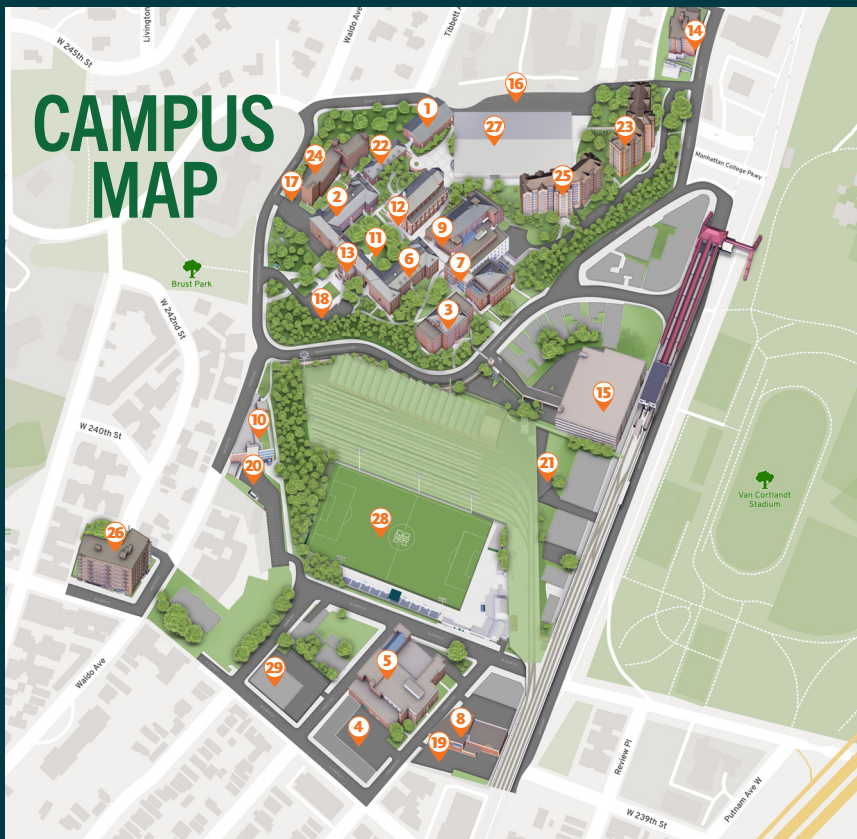 Livingston
Waldo Ave
Tibbett A
14
W 245th St
16
CAMPUS
MAP
1
27
23
22
24
25
17
2
12
9
11
13
6
7
18
3
Manhattan College Pkwy
Brust Park
W 242nd St
15
10
W 240th St
20
21
Van Cortlandt
Stadium
28
26
5
29
Waldo Ave
4
8
19
Review Pl
Putnam Ave W
W 239th St